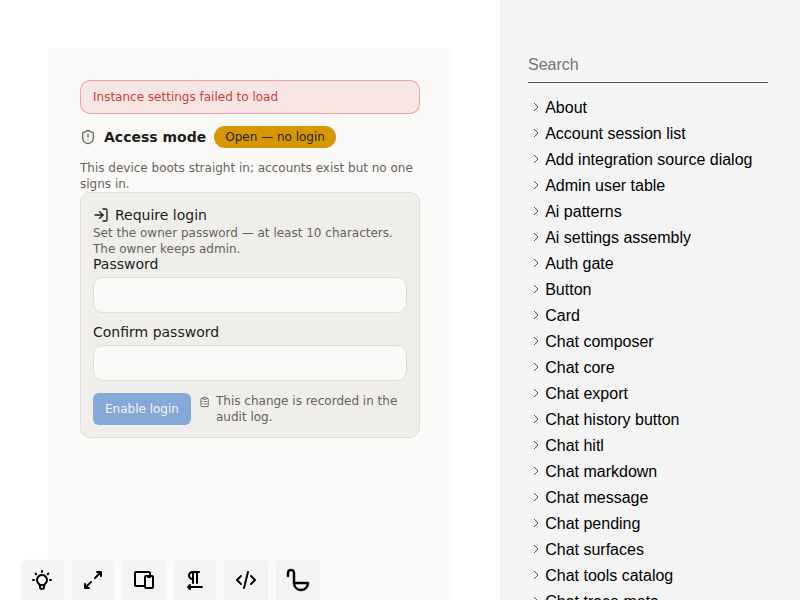 Instance settings failed to load
Access mode
Open — no login
This device boots straight in; accounts exist but no one
signs in.
Require login
Set the owner password — at least 10 characters.
The owner keeps admin.
Password
Confirm password
Enable login
This change is recorded in the
audit log.
Search
About
Account session list
Add integration source dialog
Admin user table
Ai patterns
Ai settings assembly
Auth gate
Button
Card
Chat composer
Chat core
Chat export
Chat history button
Chat hitl
Chat markdown
Chat message
Chat pending
Chat surfaces
Chat tools catalog
Chat trace meta